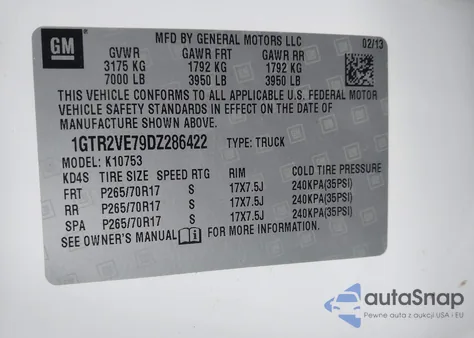 GM
MFD BY GENERAL MOTORS LLC
02/13
GVWR GAWR FRT GAWR RR
3175 KG 1792 KG 1792 KG
7000 LB 3950 LB 3950 LB
THIS VEHICLE CONFORMS TO ALL APPLICABLE U.S. FEDERAL MOTOR
VEHICLE SAFETY STANDARDS IN EFFECT ON THE DATE OF
MANUFACTURE SHOWN ABOVE.
1GTR2VE79DZ286422 TYPE: TRUCK
MODEL: K10753
KD4S TIRE SIZE SPEED RTG RIM COLD TIRE PRESSURE
FRT P265/70R17 S 17X7.5J 240KPA(35PSI)
RR P265/70R17 S 17X7.5J 240KPA(35PSI)
SPA P265/70R17 S 17X7.5J 240KPA(35PSI)
SEE OWNER'S MANUAL FOR MORE INFORMATION.
autoSnap
Pewne auta z aukcji USA i EU